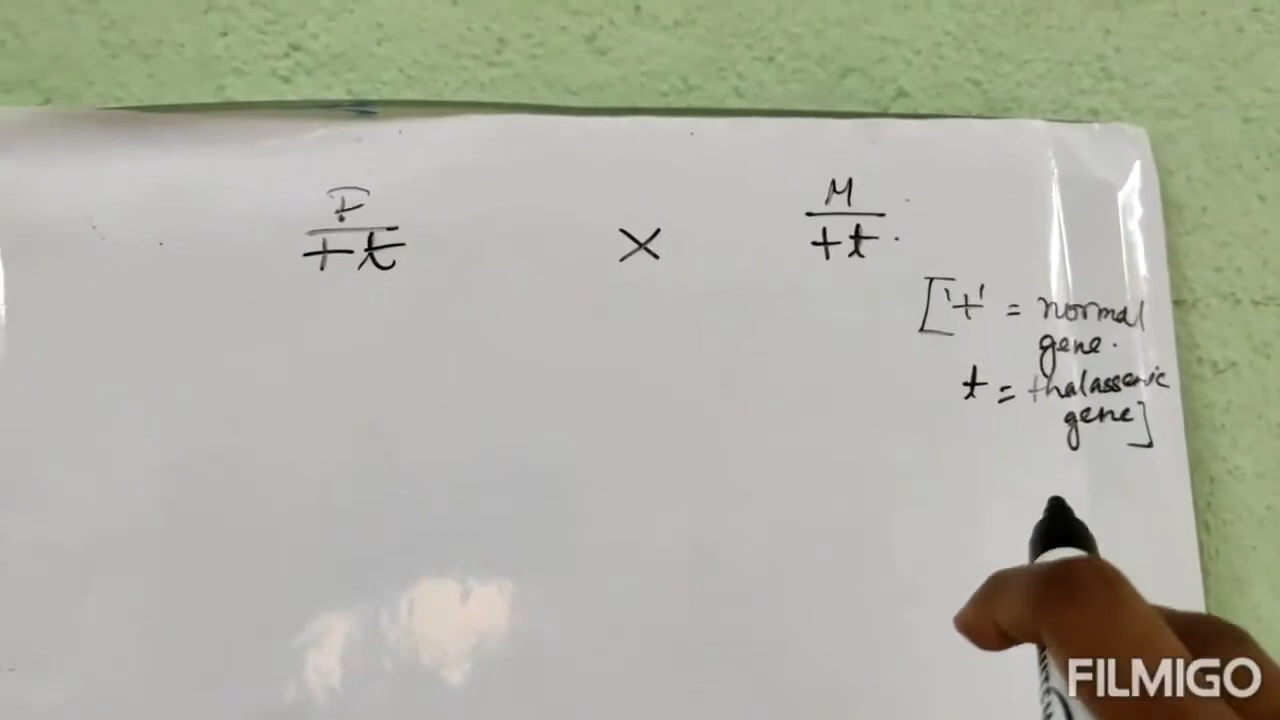 F
M
+ t
×
+ t.
['+' = normal
gene.
t = thalassemic
gene]
FILMIGO